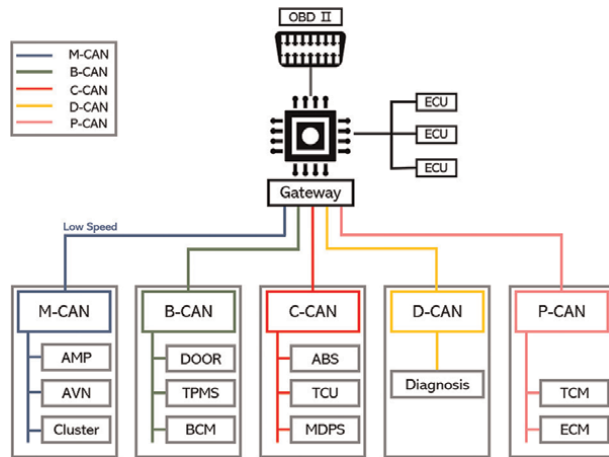 OBD II
M-CAN
B-CAN
C-CAN
D-CAN
P-CAN
ECU
ECU
ECU
Gateway
Low Speed
M-CAN
B-CAN
C-CAN
D-CAN
P-CAN
AMP
DOOR
ABS
Diagnosis
AVN
TPMS
TCU
TCM
Cluster
BCM
MDPS
ECM